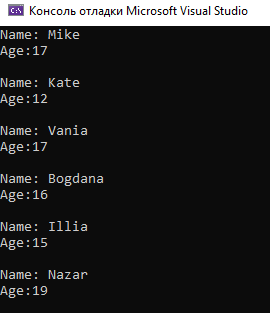 Консоль отладки Microsoft Visual Studio
Name: Mike
Age:17
Name: Kate
Age:12
Name: Vania
Age:17
Name: Bogdana
Age:16
Name: Illia
Age:15
Name: Nazar
Age:19